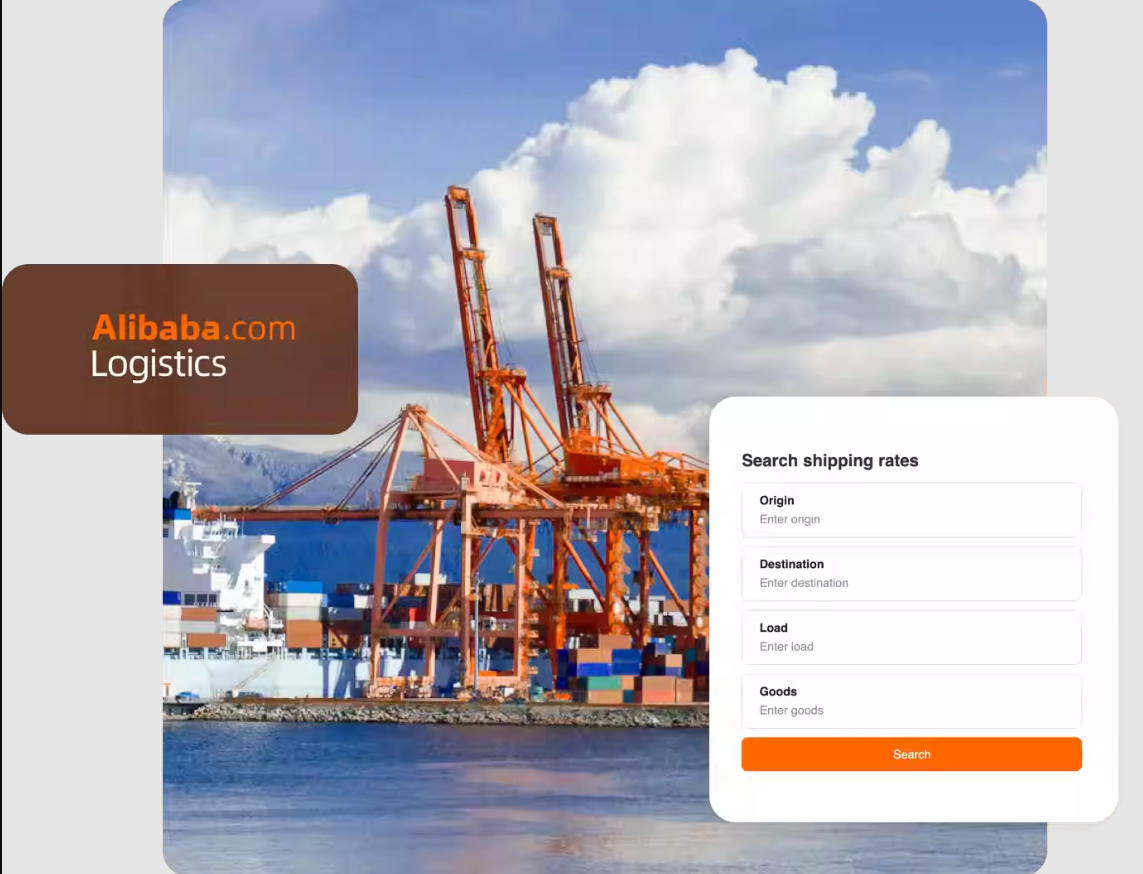 Alibaba.com
Logistics
Search shipping rates
Origin
Enter origin
Destination
Enter destination
Load
Enter load
Goods
Enter goods
Search